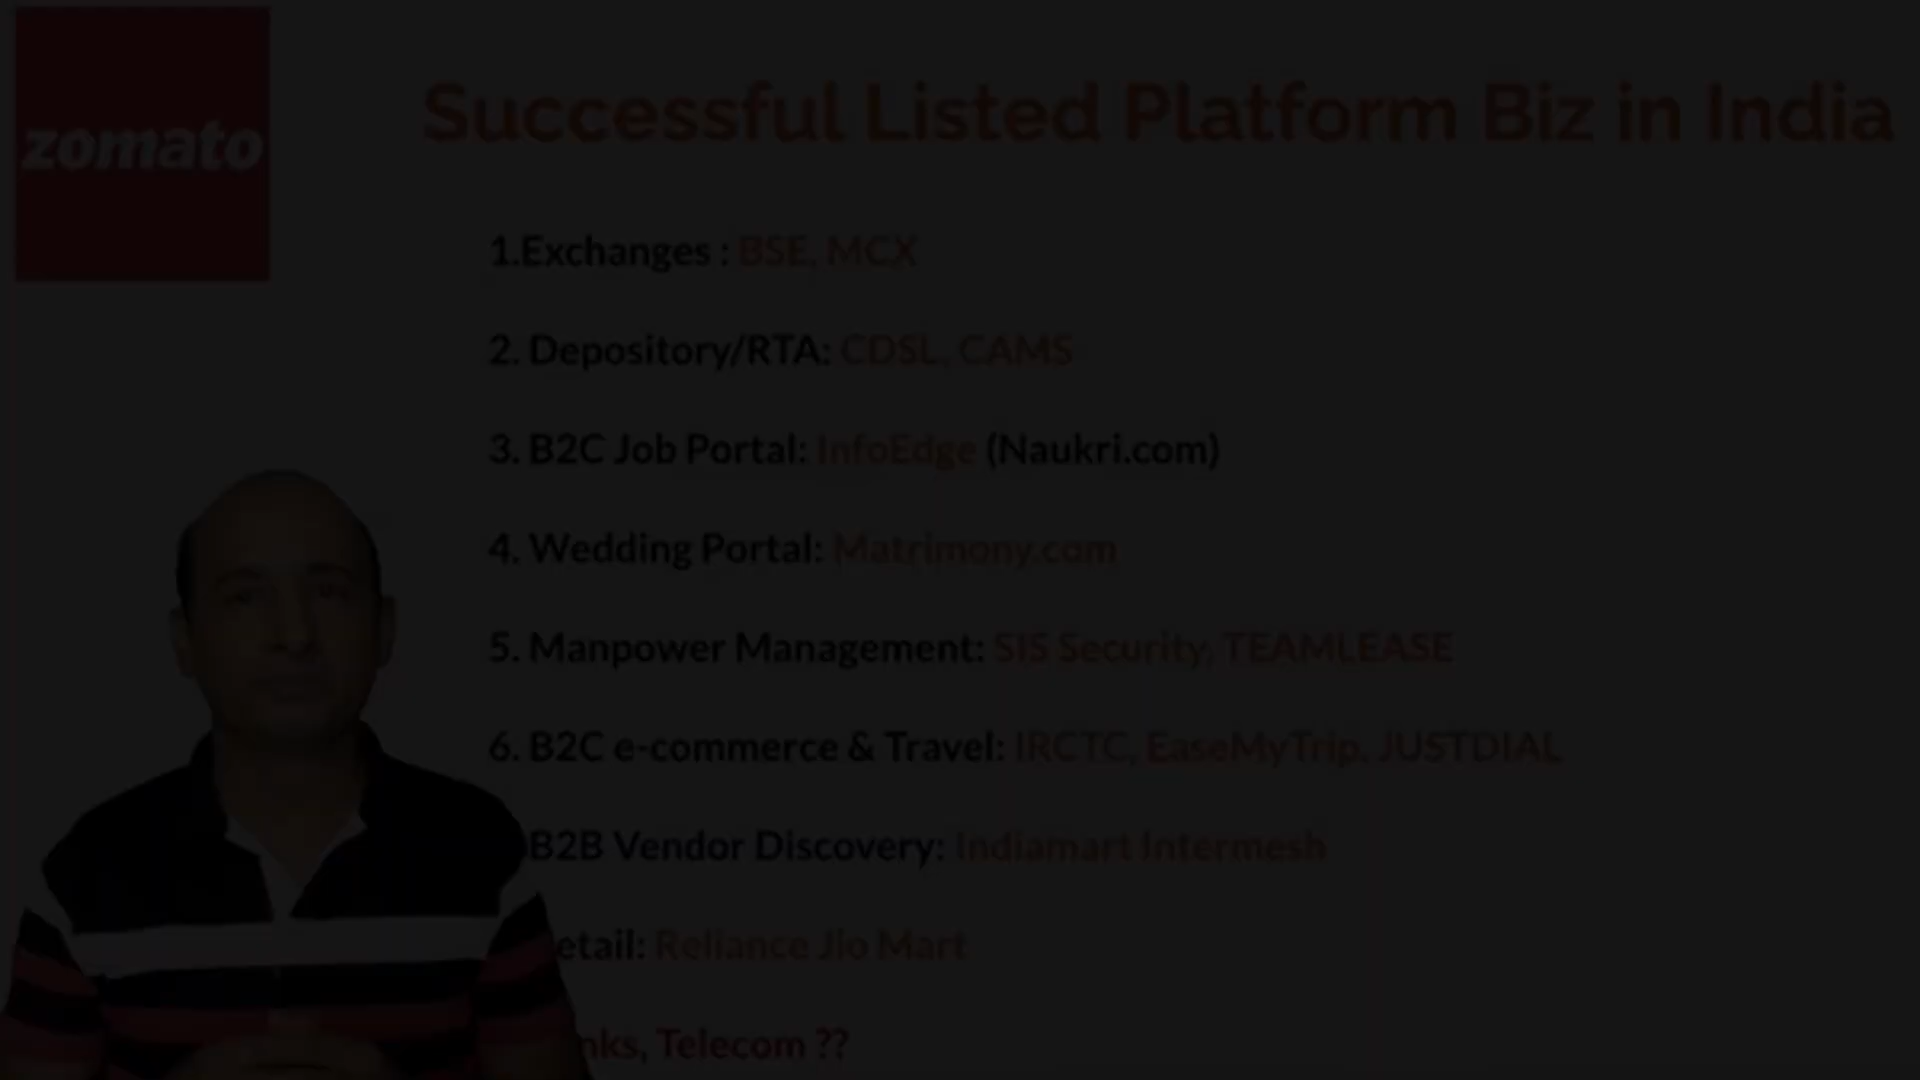 zomato
Successful Listed Platform Biz in India
1.Exchanges : BSE, MCX
2. Depository/RTA: CDSL, CAMS
3. B2C Job Portal: InfoEdge (Naukri.com)
4. Wedding Portal: Matrimony.com
5. Manpower Management: SIS Security, TEAMLEASE
6. B2C e-commerce & Travel: IRCTC, EaseMyTrip, JUSTDIAL
B2B Vendor Discovery: Indiamart Intermesh
etail: Reliance Jio Mart
nks, Telecom ??